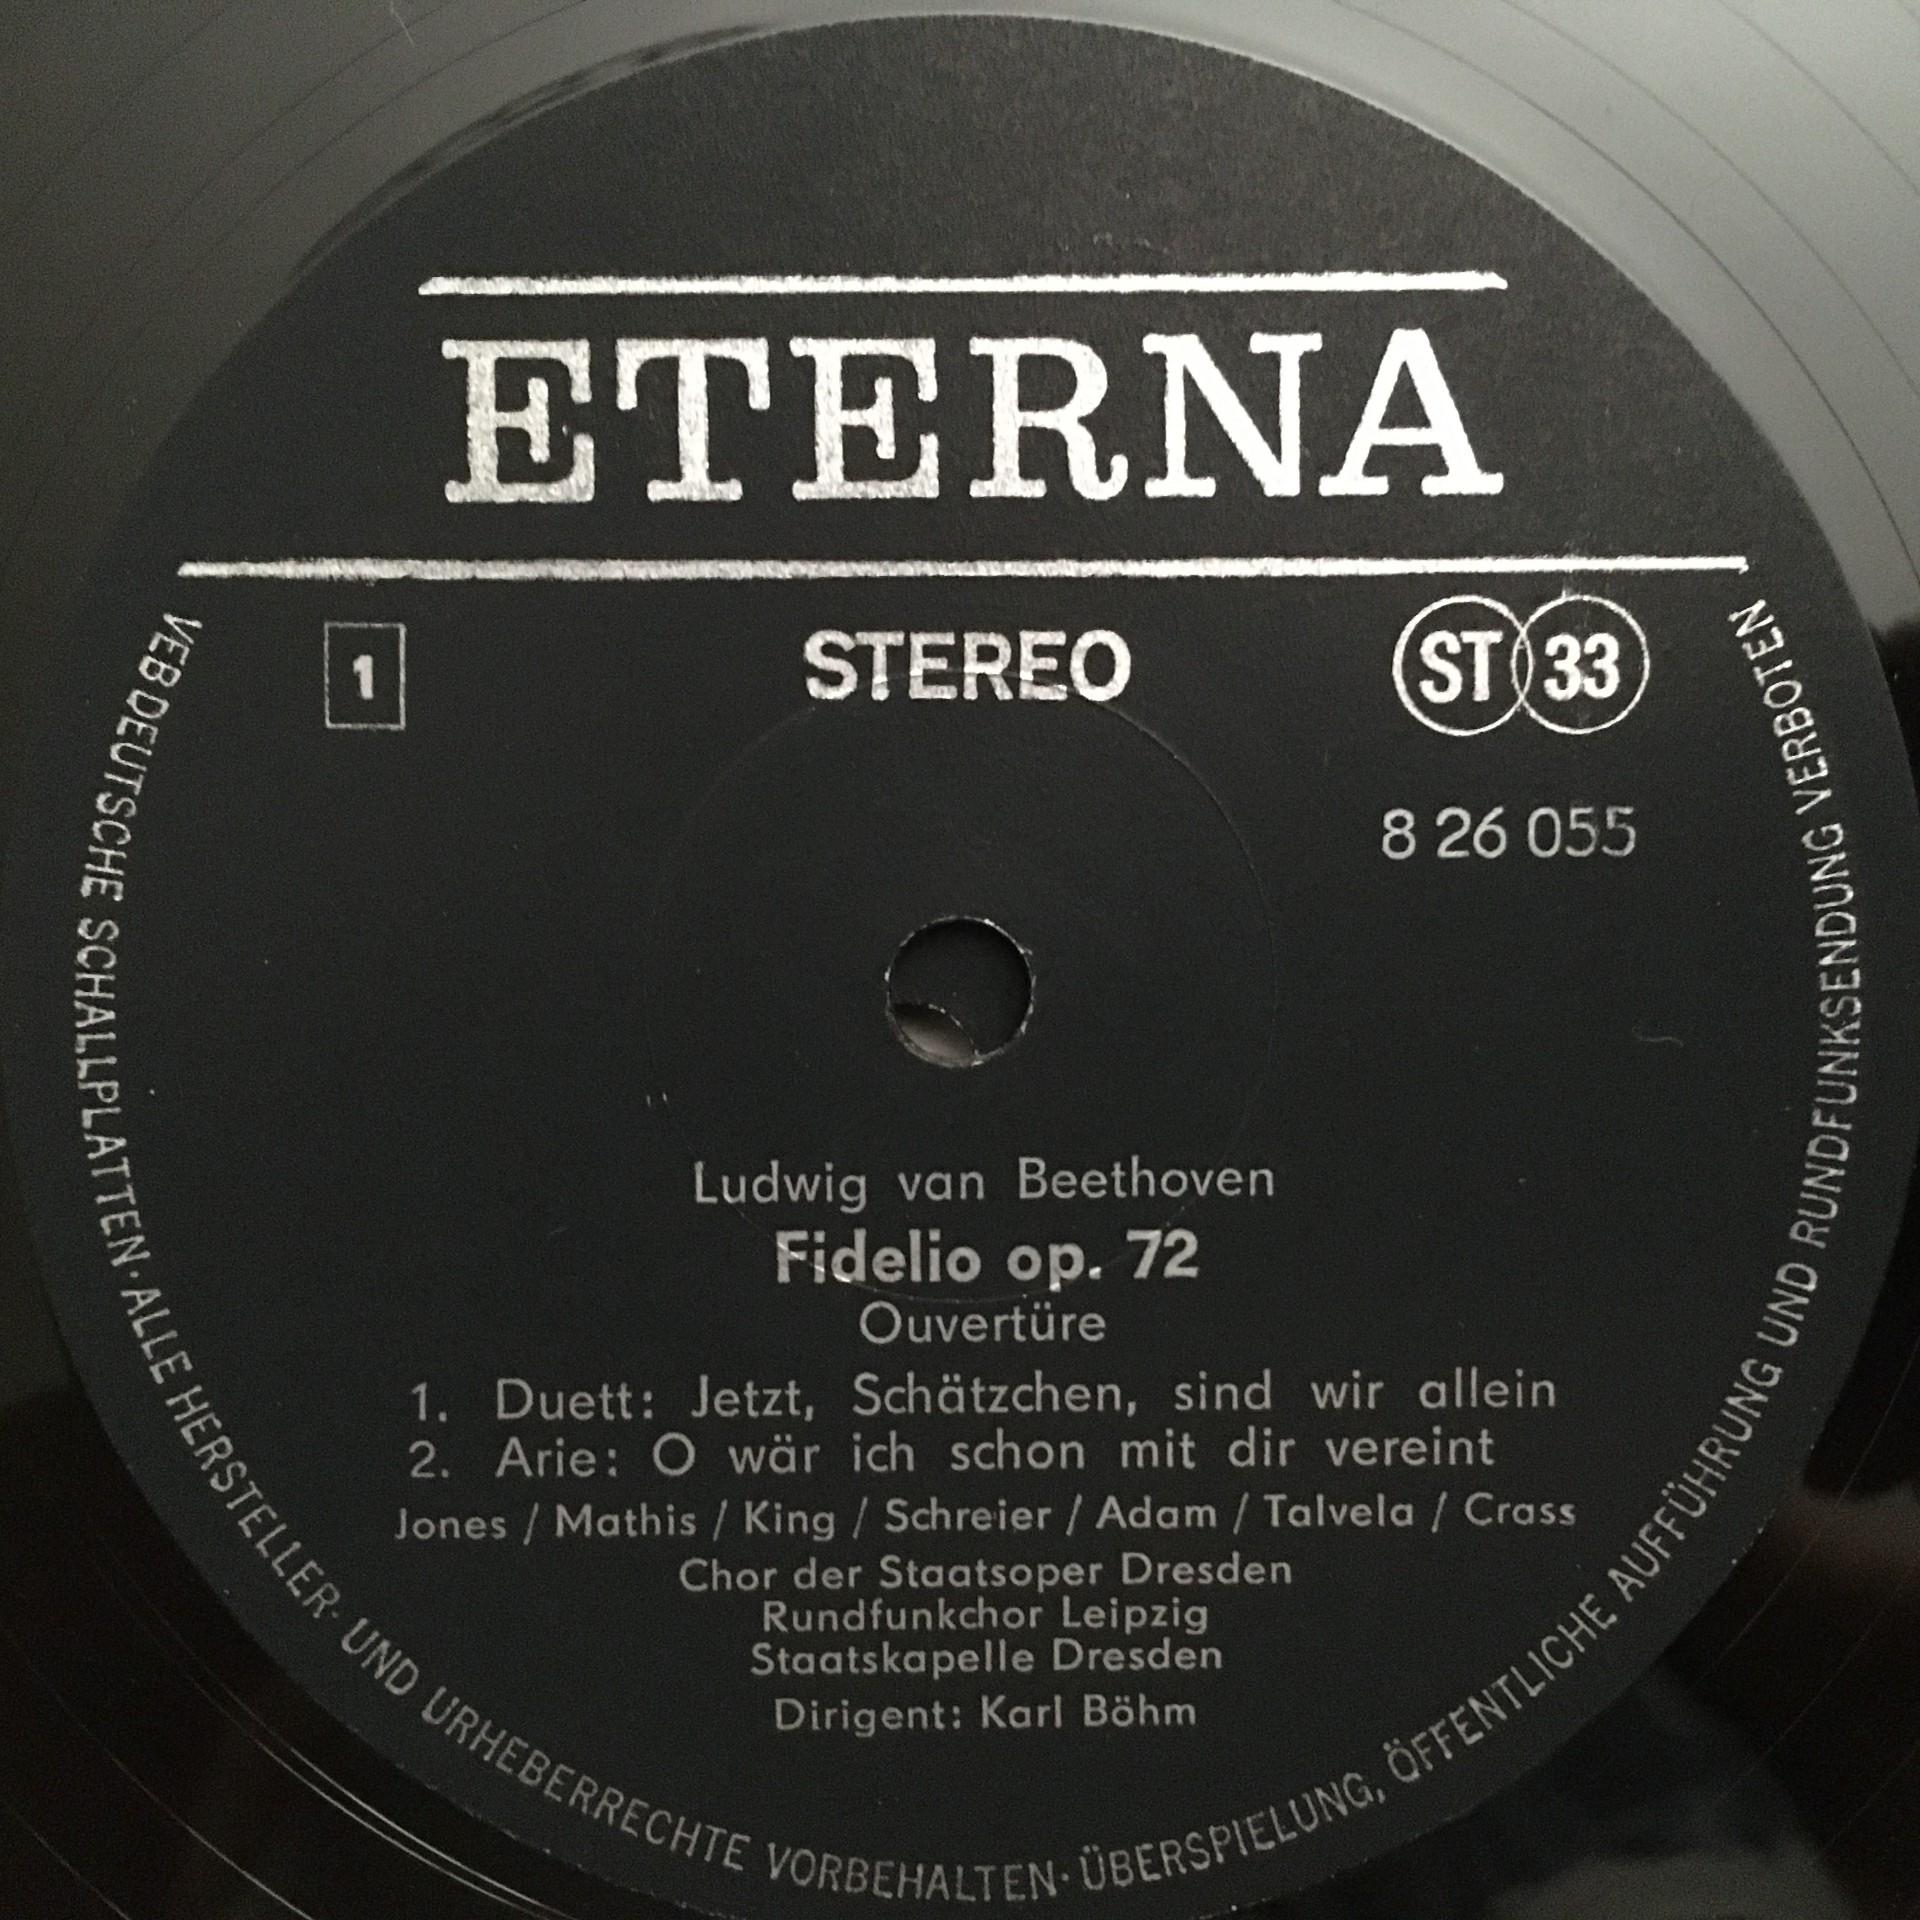 ETERNA
1
STEREO
ST 33
8 26 055
Ludwig van Beethoven
Fidelio op. 72
Ouvertüre
1. Duett: Jetzt, Schätzchen, sind wir allein
2. Arie: O wär ich schon mit dir vereint
Jones / Mathis / King / Schreier / Adam / Talvela / Crass
Chor der Staatsoper Dresden
Rundfunkchor Leipzig
Staatskapelle Dresden
Dirigent: Karl Böhm
VEB DEUTSCHE SCHALLPLATTEN · ALLE HERSTELLER- UND URHEBERRECHTE VORBEHALTEN · ÜBERSPIELUNG, ÖFFENTLICHE AUFFÜHRUNG UND RUNDFUNKSENDUNG VERBOTEN